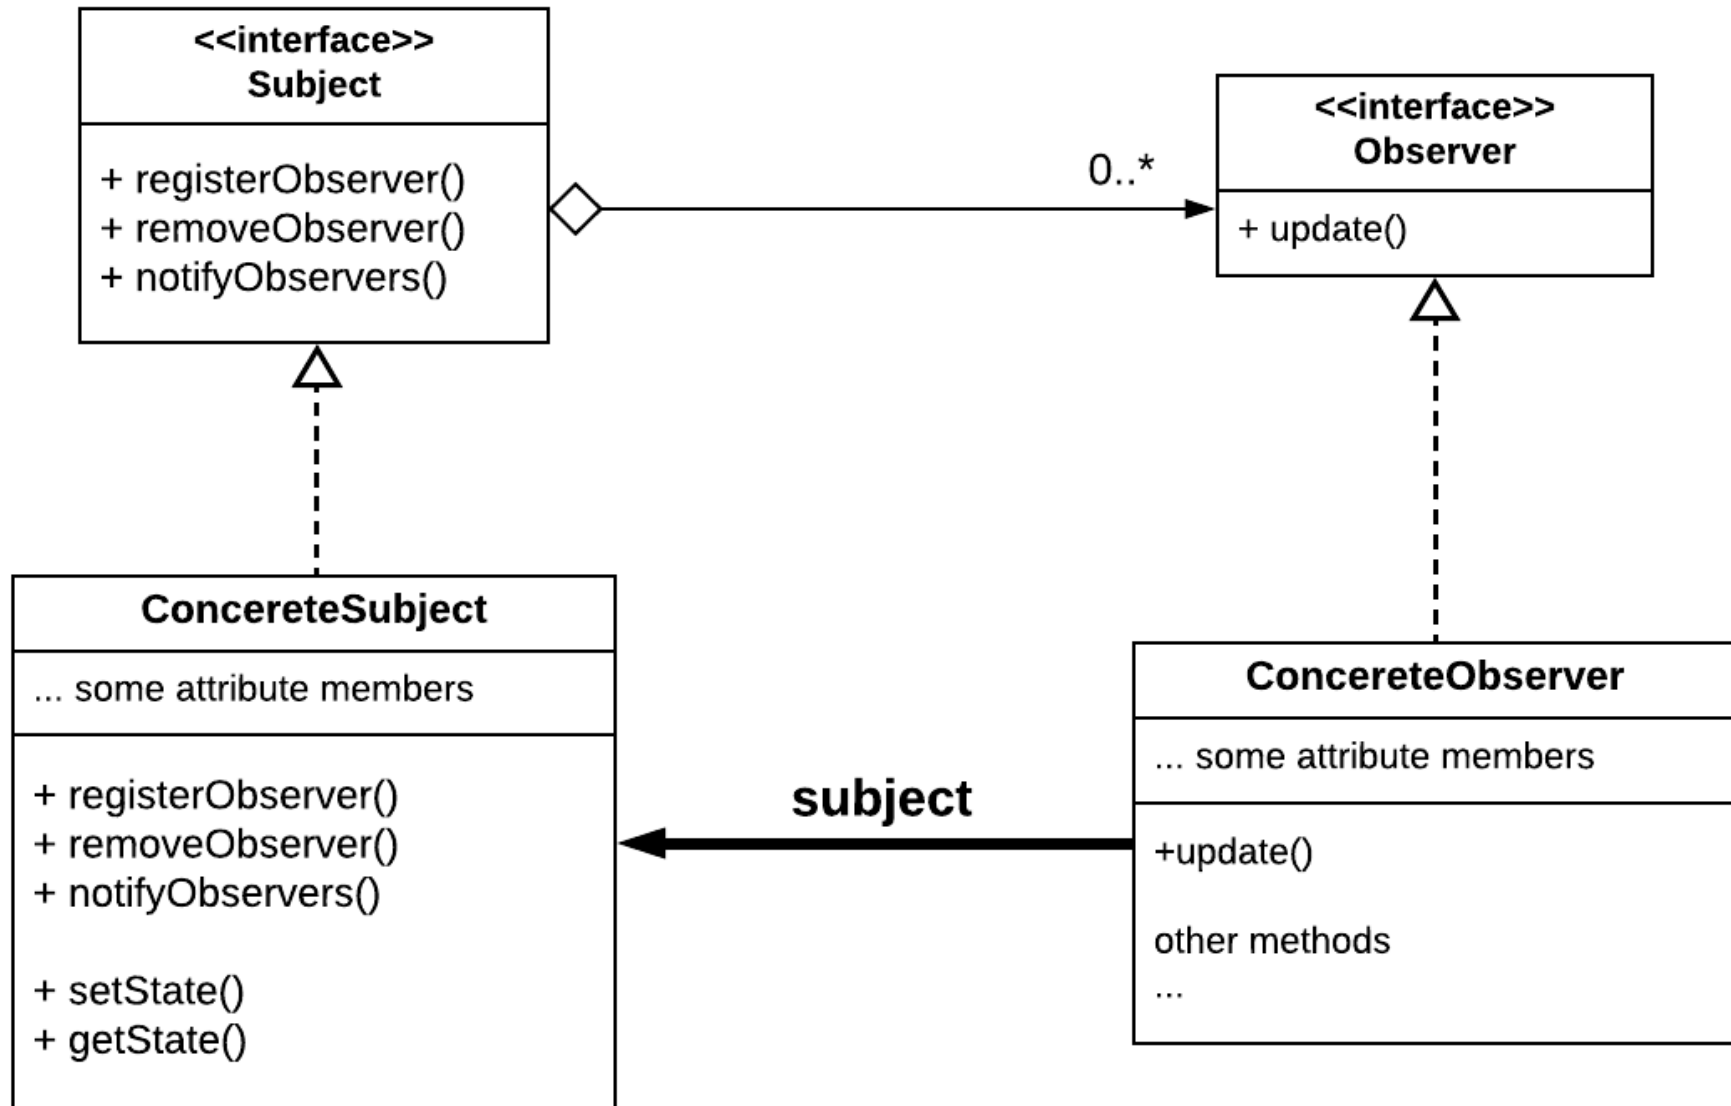 <<interface>>
Subject
+ registerObserver()
+ removeObserver()
+ notifyObservers()
0..*
<<interface>>
Observer
+ update()
ConcereteSubject
... some attribute members
+ registerObserver()
+ removeObserver()
+ notifyObservers()
+ setState()
+ getState()
subject
ConcereteObserver
... some attribute members
+update()
other methods
...